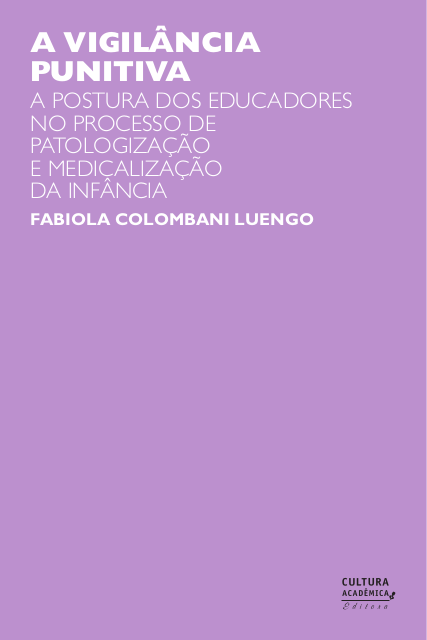 A VIGILÂNCIA
PUNITIVA
A POSTURA DOS EDUCADORES
NO PROCESSO DE
PATOLOGIZAÇÃO
E MEDICALIZAÇÃO
DA INFÂNCIA
FABIOLA COLOMBANI LUENGO
CULTURA
ACADÊMICA
Editora